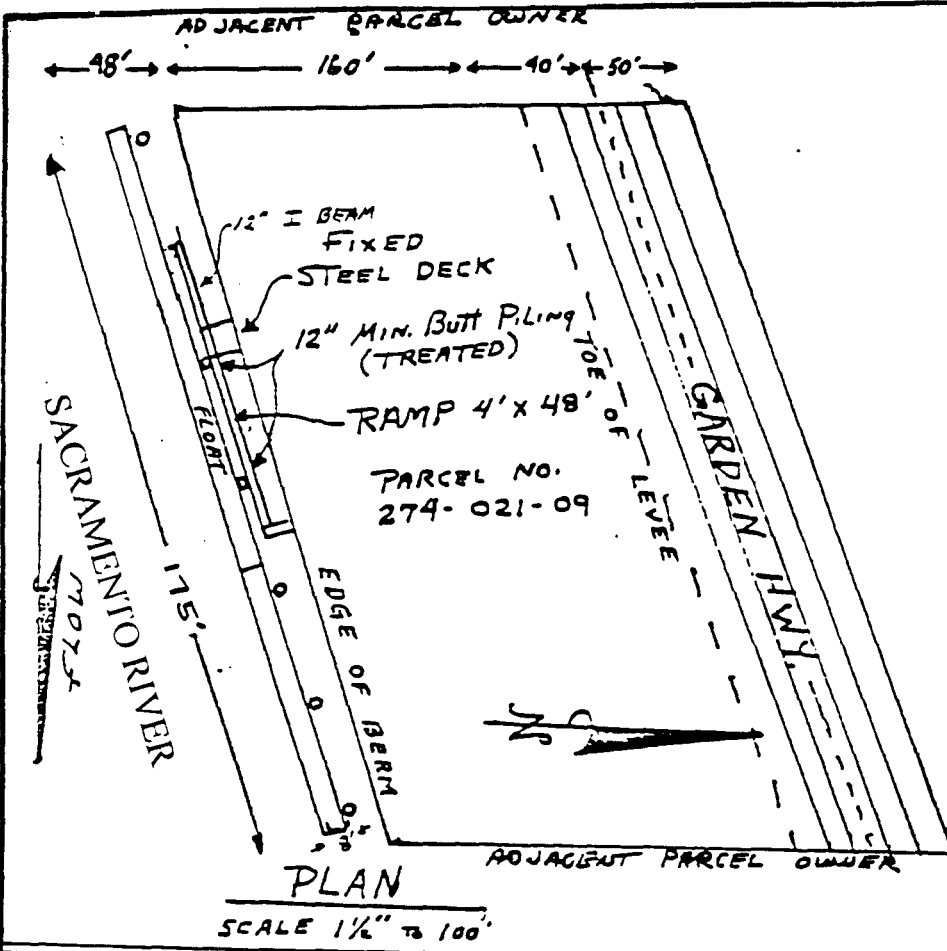 ADJACENT PARCEL OWNER
48' 160' 40' 50'
12" I BEAM
FIXED
STEEL DECK
12" MIN. BUTT PILING
(TREATED)
RAMP 4' X 48'
FLOAT
PARCEL NO.
274-021-09
TOE OF LEVEE
GARDEN HWY.
SACRAMENTO RIVER
175'
FLOW
EDGE OF BERM
N
ADJACENT PARCEL OWNER
PLAN
SCALE 1½" TO 100'